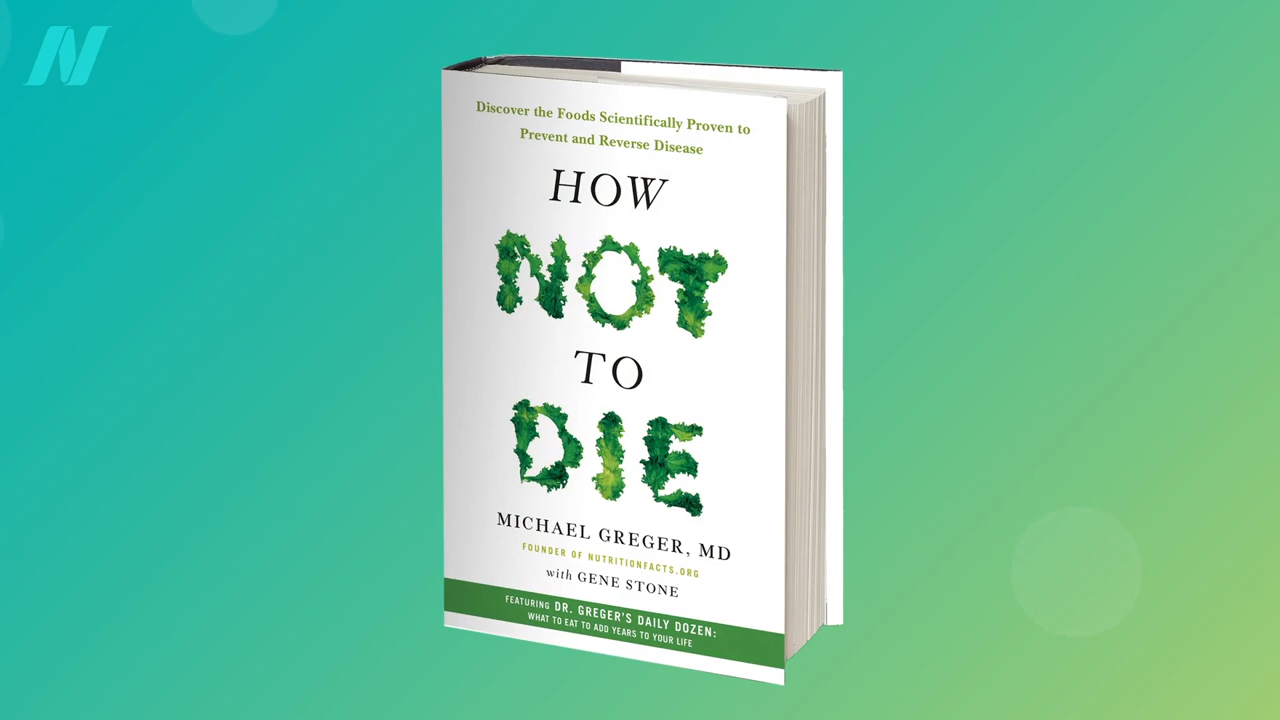 Discover the Foods Scientifically Proven to
Prevent and Reverse Disease
HOW
NOT
TO
DIE
MICHAEL GREGER, MD
FOUNDER OF NUTRITIONFACTS.ORG
with GENE STONE
FEATURING DR. GREGER'S DAILY DOZEN:
WHAT TO EAT TO ADD YEARS TO YOUR LIFE